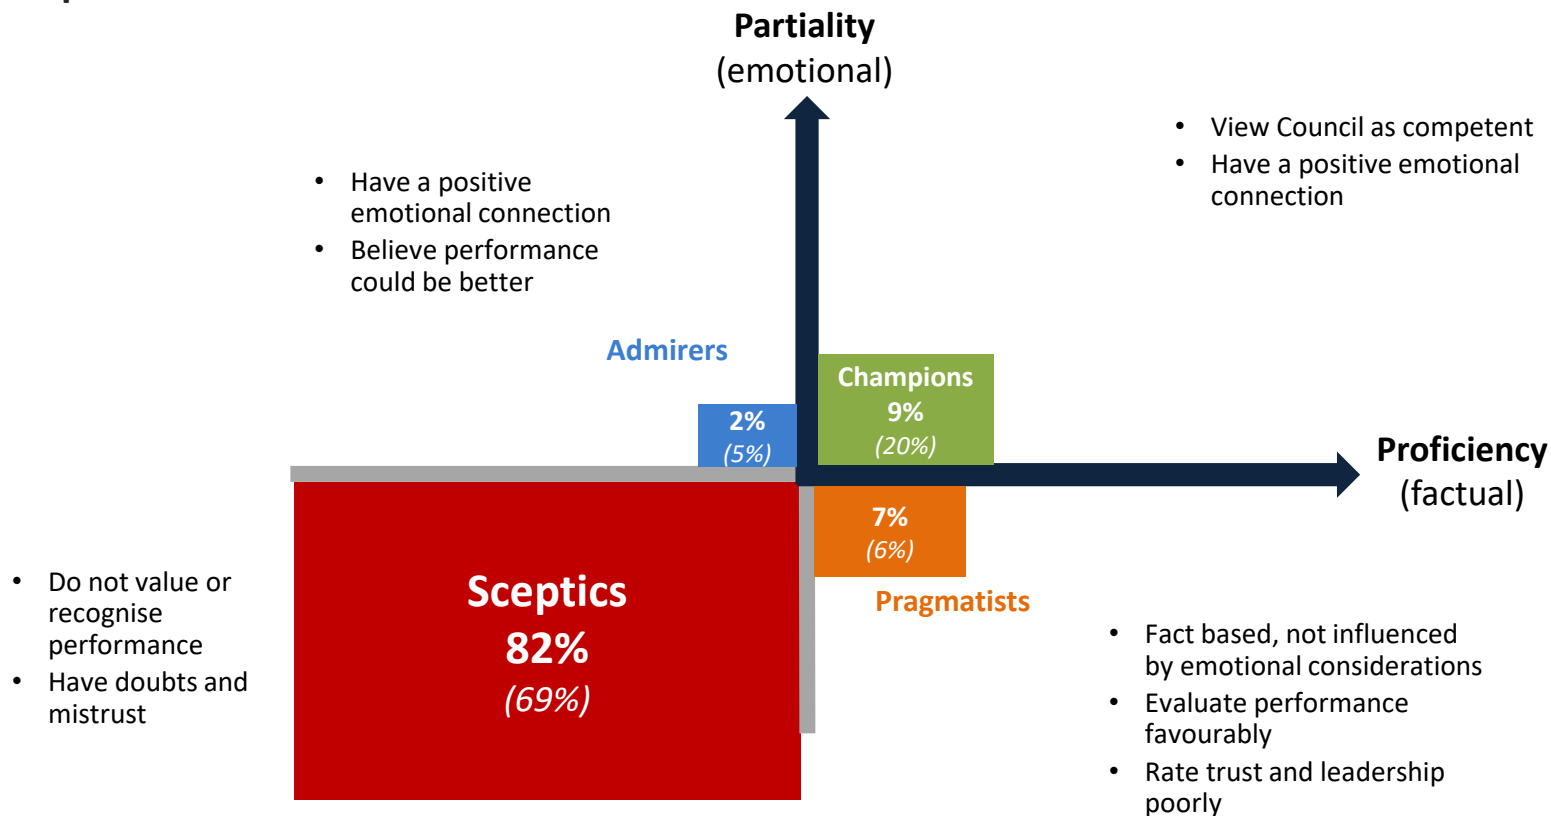 Partiality
(emotional)
• View Council as competent
• Have a positive emotional
connection
• Have a positive
emotional connection
• Believe performance
could be better
Admirers
Champions
9%
(20%)
2%
(5%)
Proficiency
(factual)
7%
(6%)
Pragmatists
Sceptics
82%
(69%)
• Do not value or
recognise
performance
• Have doubts and
mistrust
• Fact based, not influenced
by emotional considerations
• Evaluate performance
favourably
• Rate trust and leadership
poorly